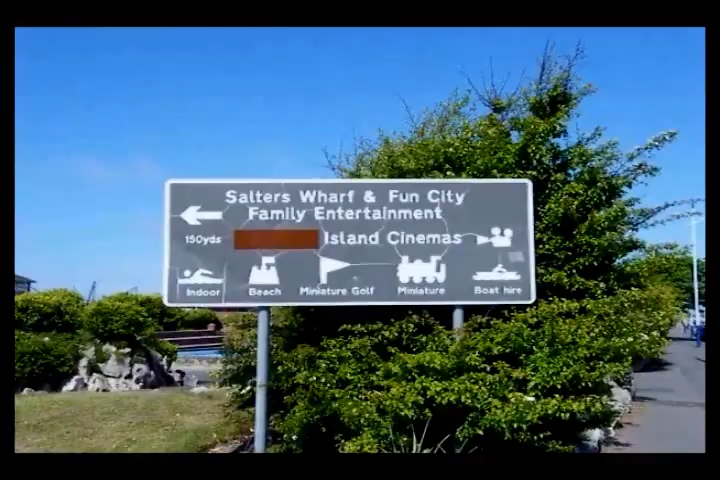 Salters Wharf & Fun City
Family Entertainment
150yds
Island Cinemas
Indoor
Beach
Miniature Golf
Miniature
Boat hire